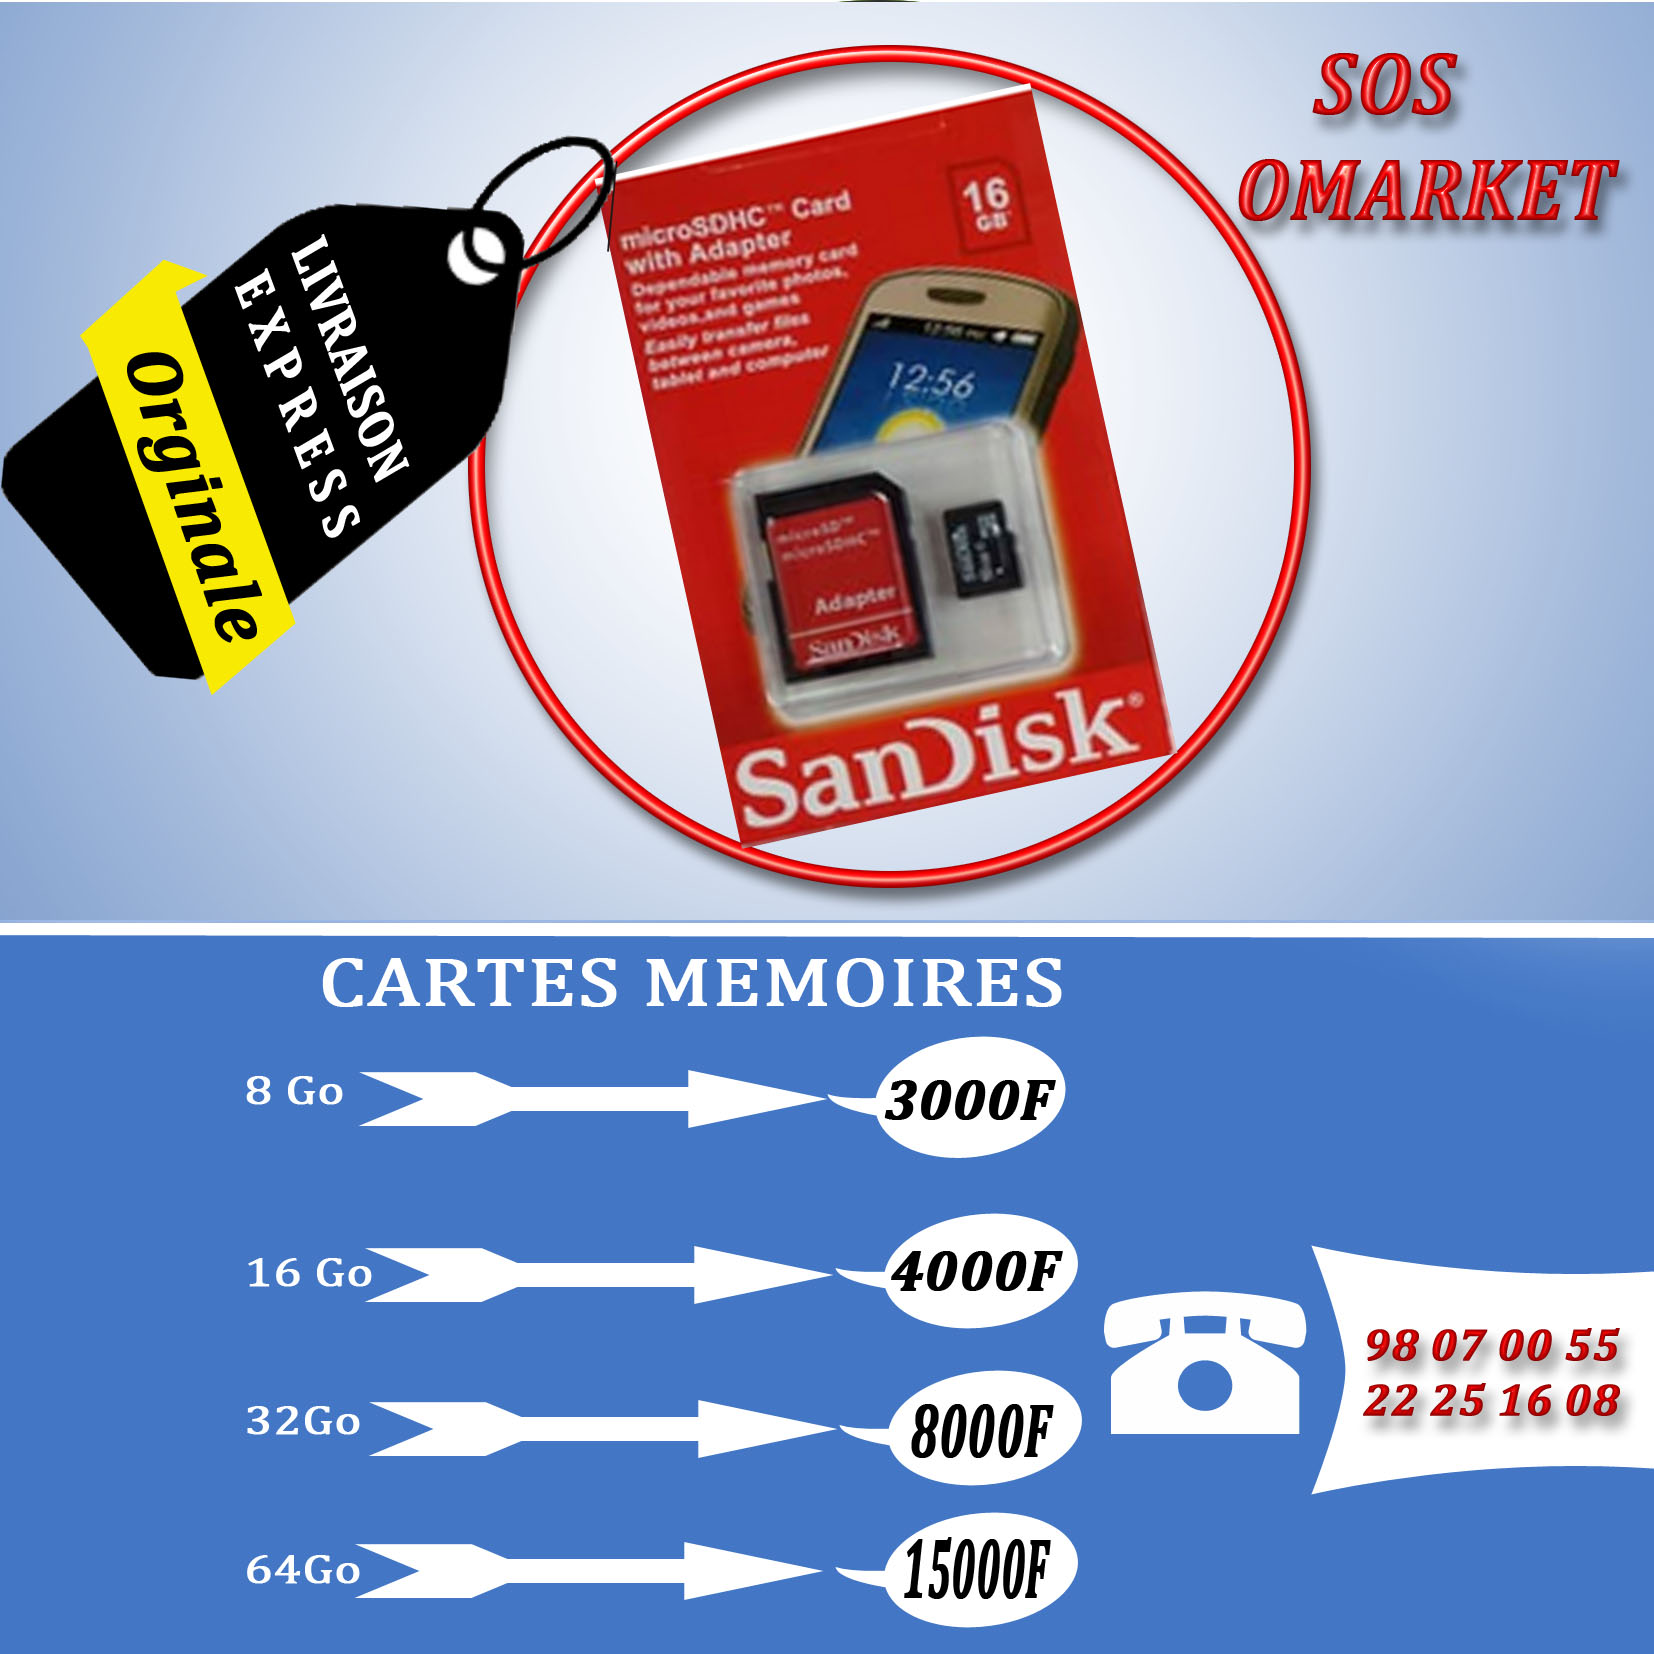 SOS
OMARKET
LIVRAISON
EXPRESS
Orginale
microSDHC™ Card
with Adapter
Dependable memory card
for your favorite photos,
videos,and games
Easily transfer files
between camera,
tablet and computer
16
GB
12:56
microSD™
microSDHC™
Adapter
SanDisk
SanDisk®
CARTES MEMOIRES
8 Go
3000F
16 Go
4000F
32Go
8000F
64Go
15000F
98 07 00 55
22 25 16 08